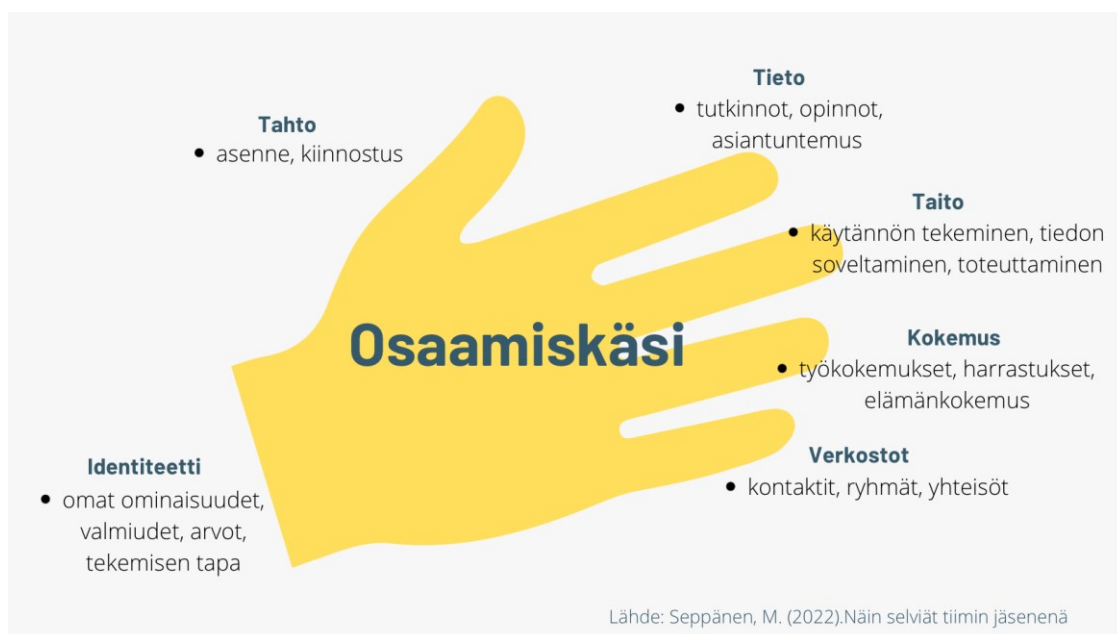 Tahto
• asenne, kiinnostus
Tieto
• tutkinnot, opinnot,
asiantuntemus
Taito
• käytännön tekeminen, tiedon
soveltaminen, toteuttaminen
Osaamiskäsi
Kokemus
• työkokemukset, harrastukset,
elämänkokemus
Verkostot
• kontaktit, ryhmät, yhteisöt
Identiteetti
• omat ominaisuudet,
valmiudet, arvot,
tekemisen tapa
Lähde: Seppänen, M. (2022).Näin selviät tiimin jäsenenä